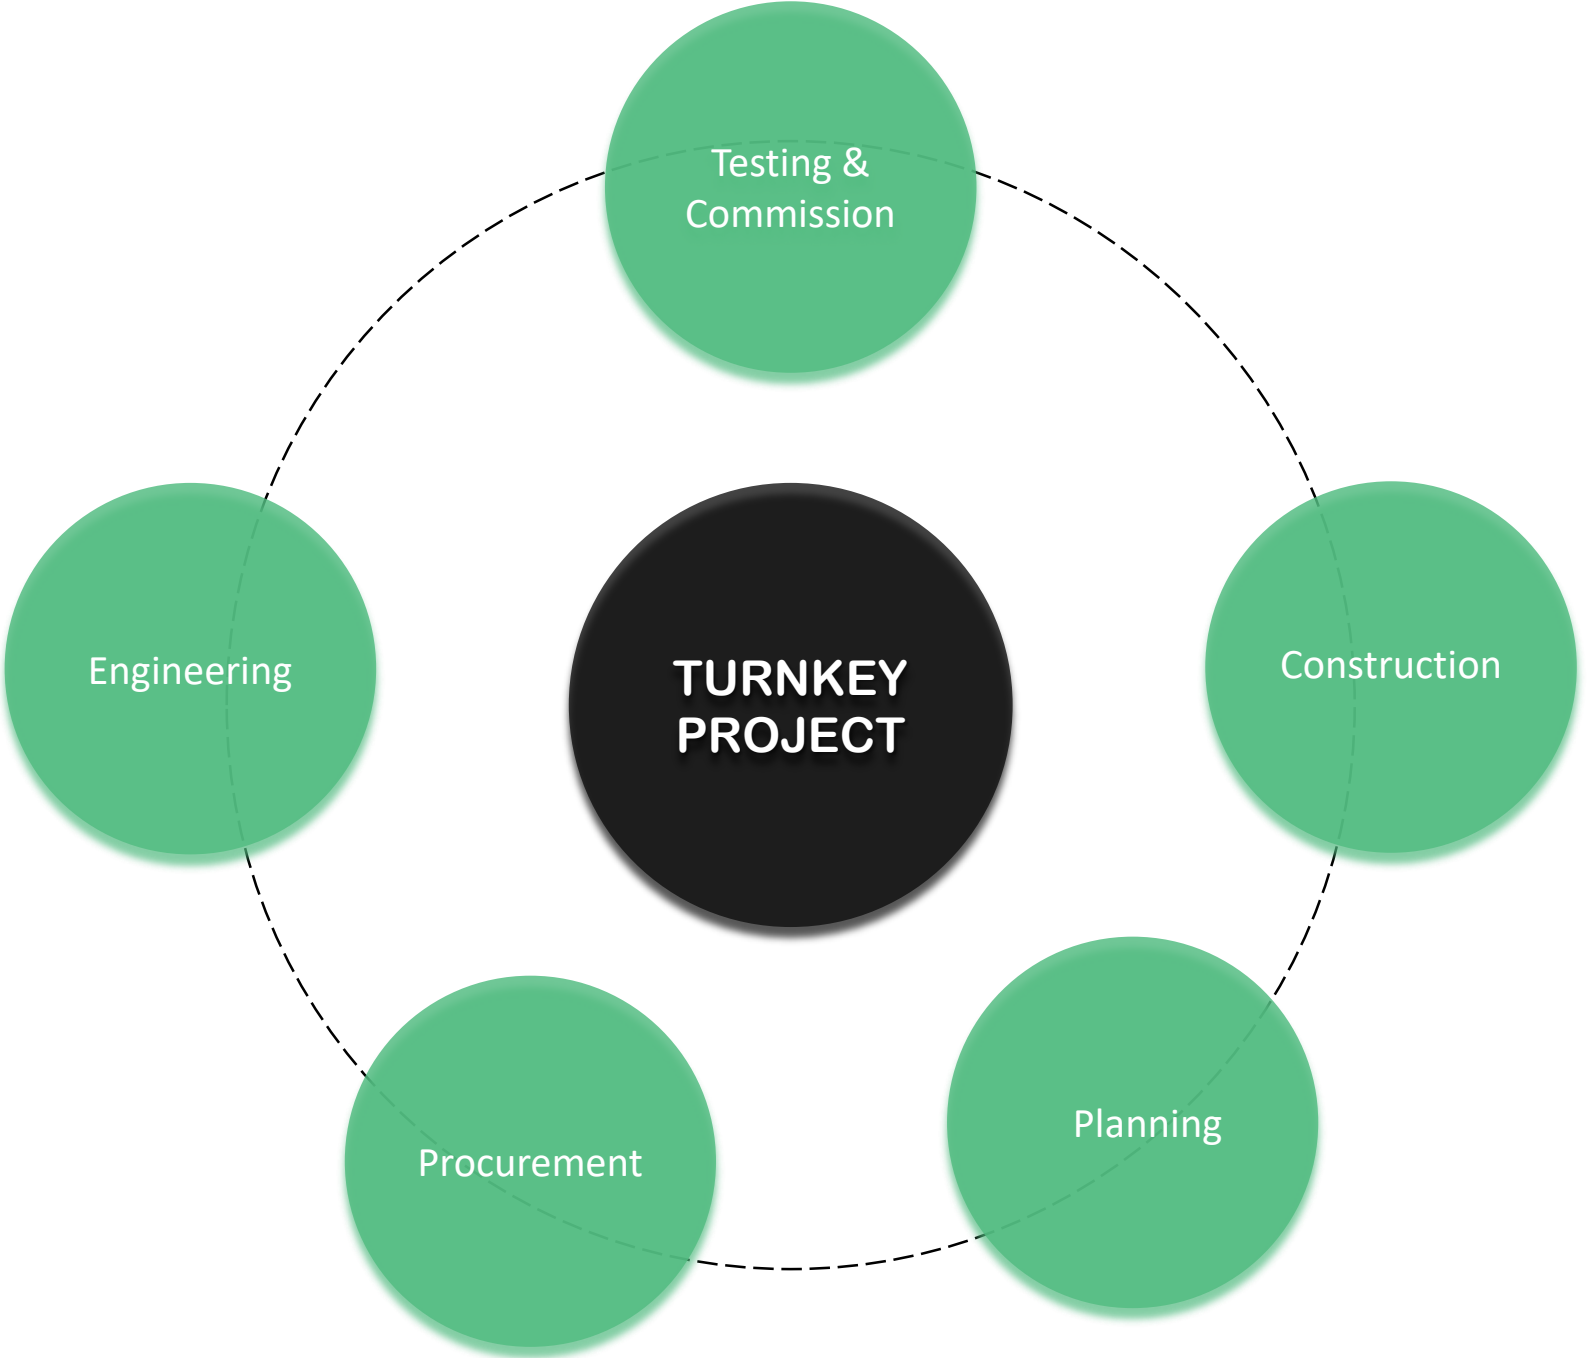 Testing &
Commission
Engineering
TURNKEY
PROJECT
Construction
Procurement
Planning